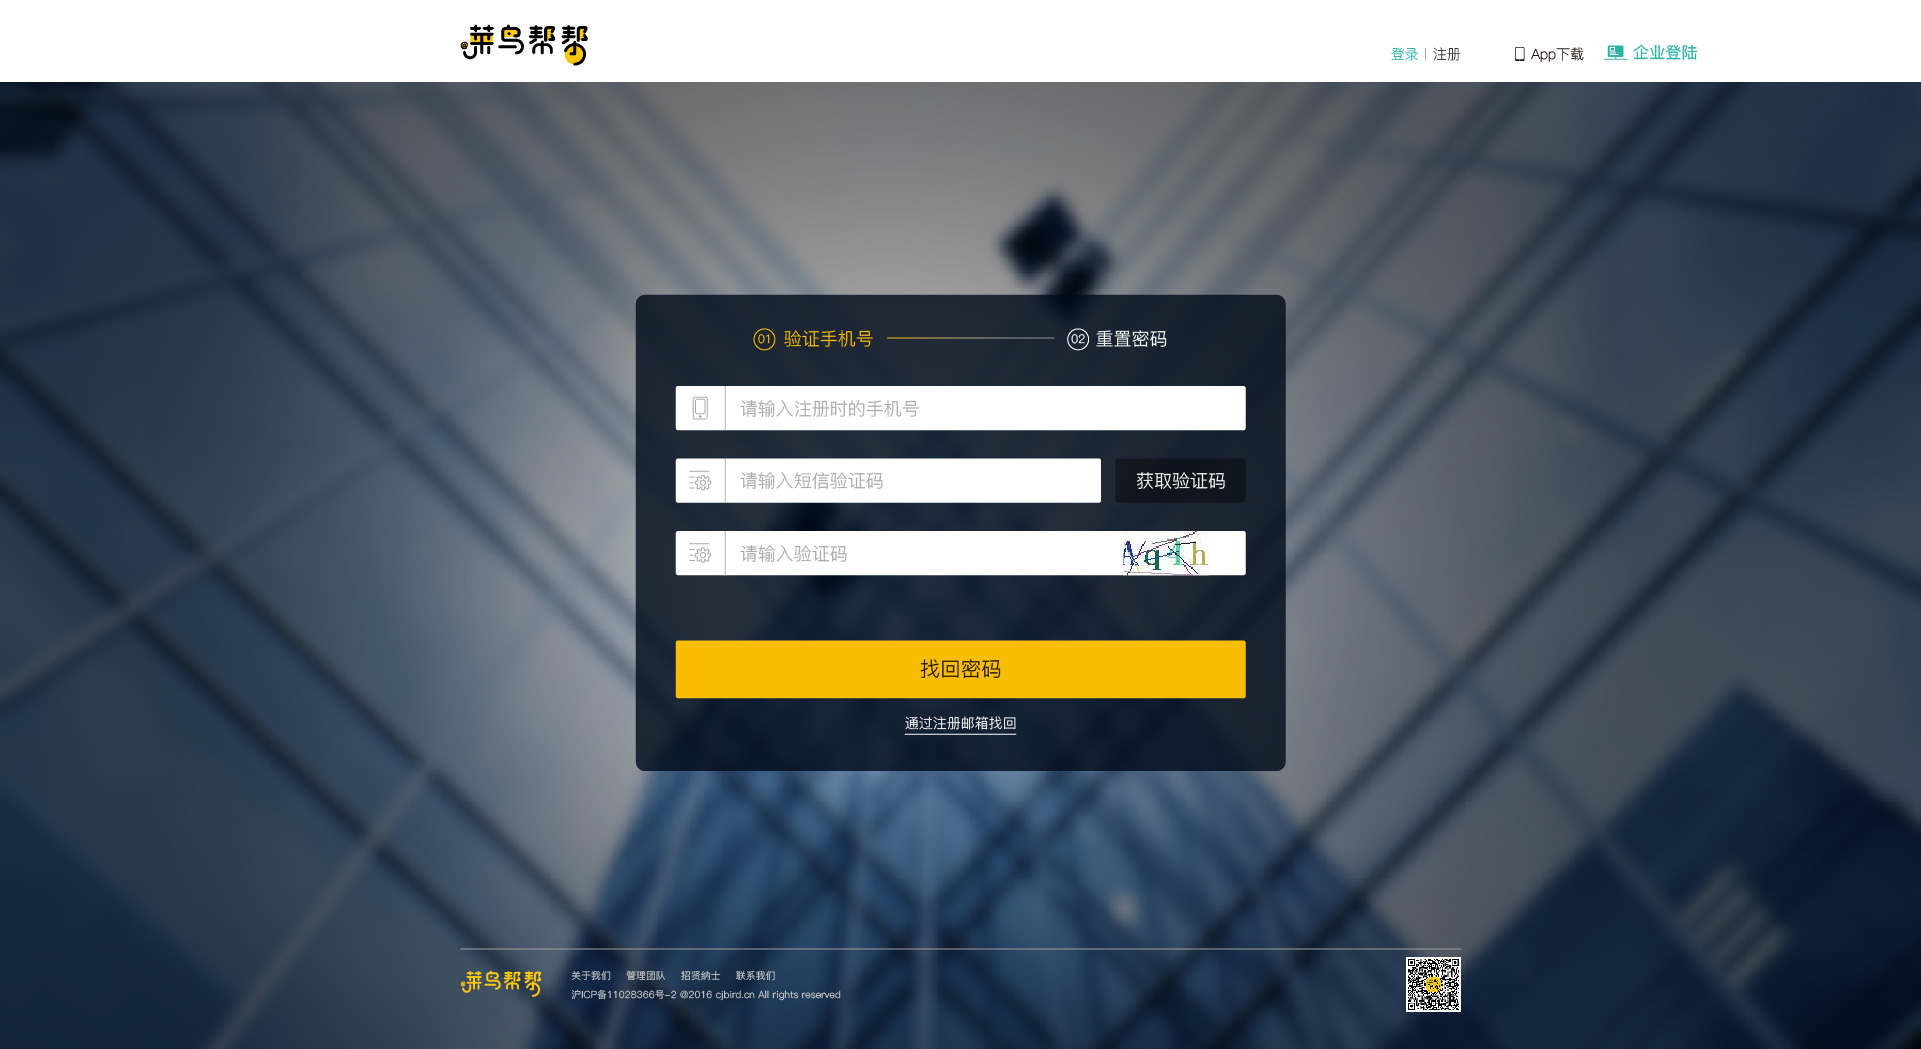 菜鸟帮帮
登录 | 注册 App下载 企业登陆
01 验证手机号 02 重置密码
请输入注册时的手机号
请输入短信验证码 获取验证码
请输入验证码 Aq4h
找回密码
通过注册邮箱找回
菜鸟帮帮 关于我们 管理团队 招贤纳士 联系我们
沪ICP备11028366号-2 @2016 cjbird.cn All rights reserved